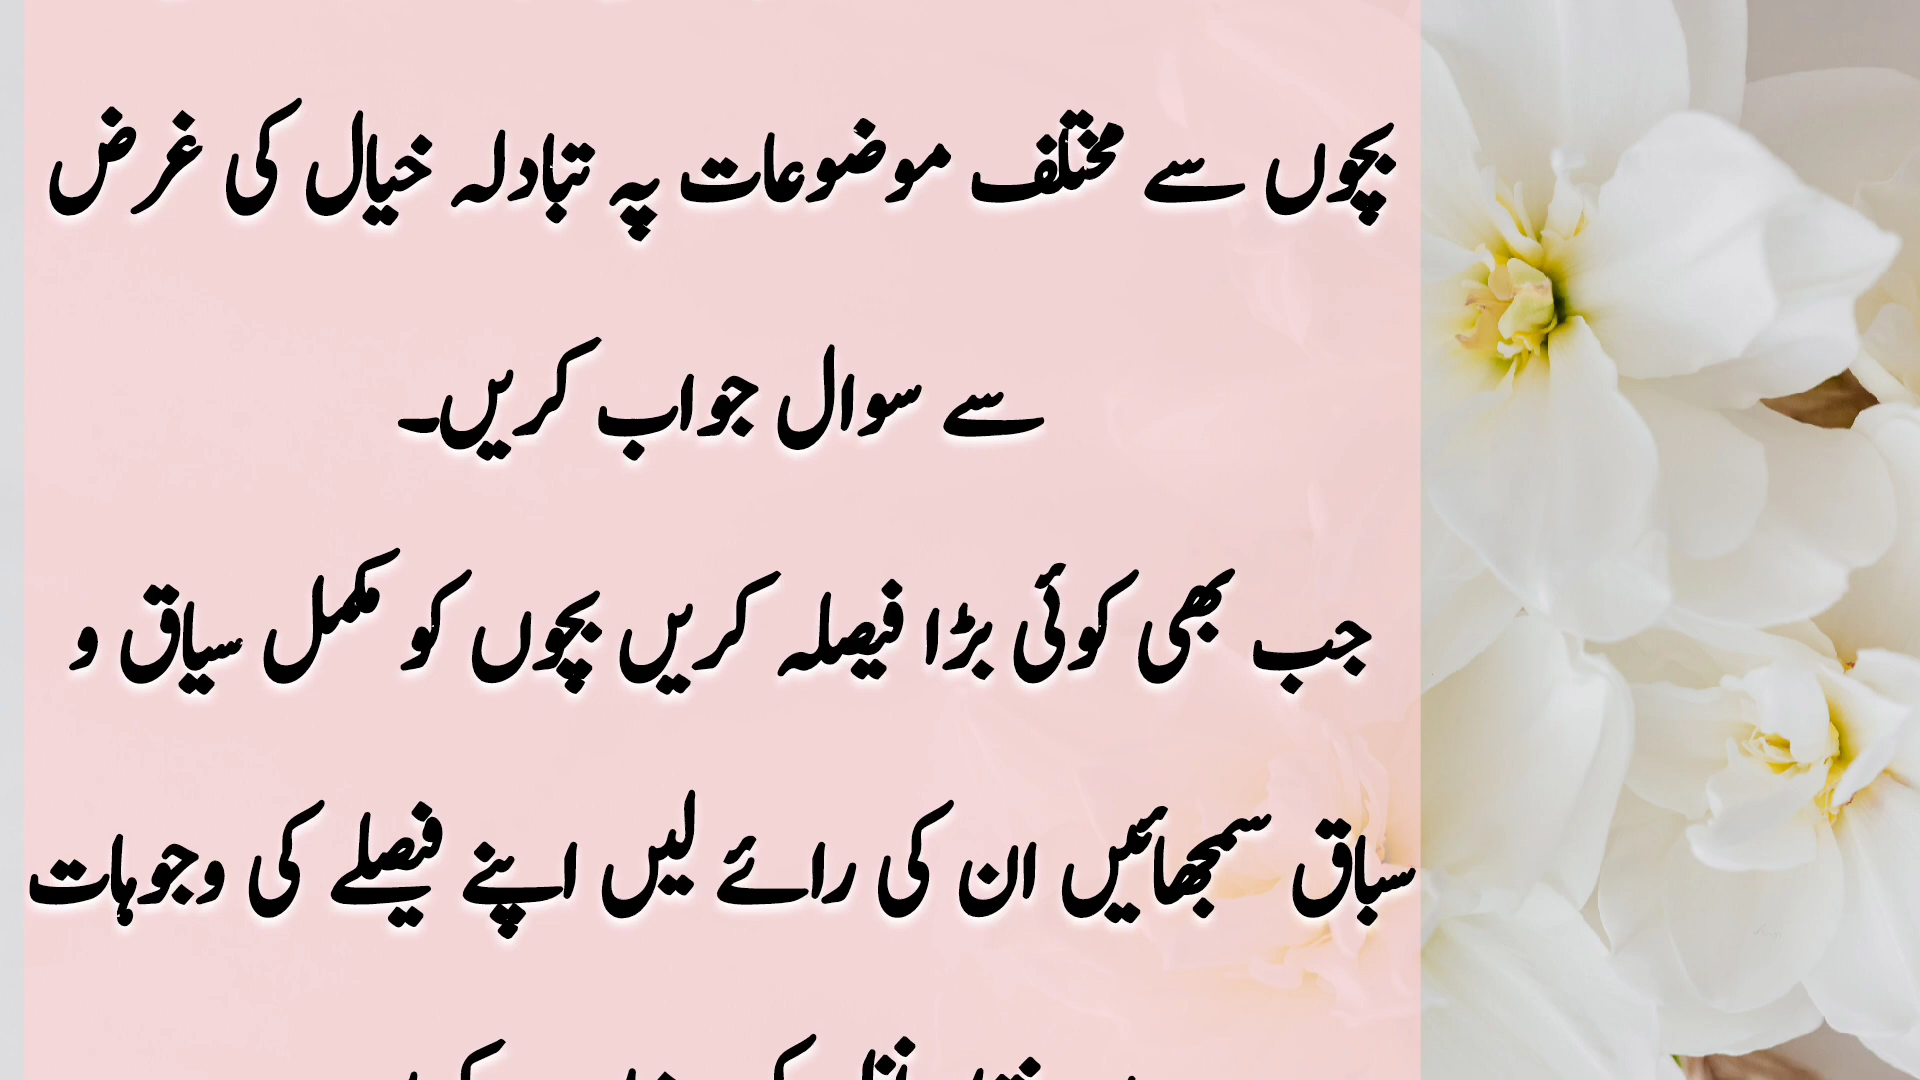 بچوں سے مختلف موضوعات پہ تبادلہ خیال کی غرض
سے سوال جواب کریں۔
جب بھی کوئی بڑا فیصلہ کریں بچوں کو مکمل سیاق و
سباق سمجھائیں ان کی رائے لیں اپنے فیصلے کی وجوہات